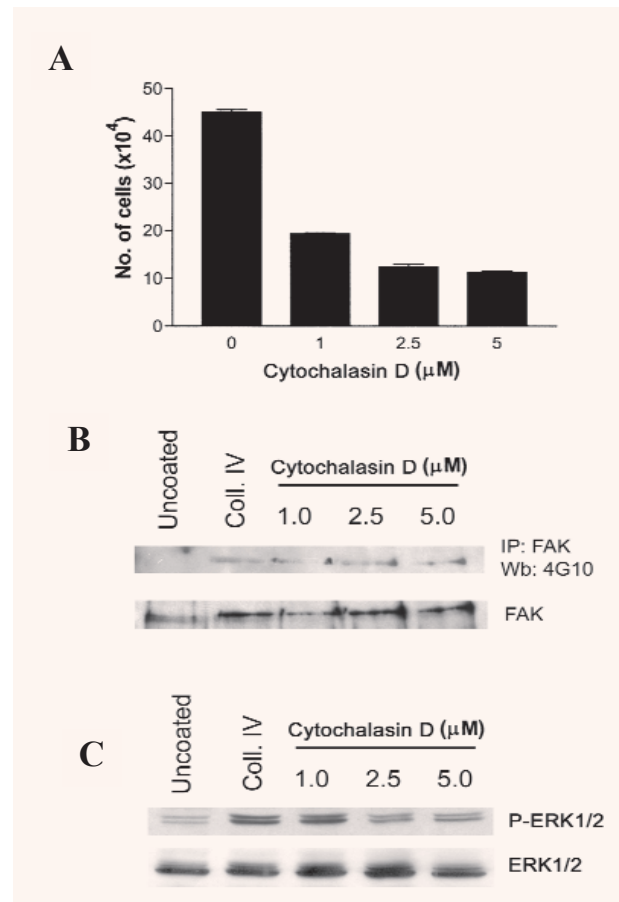 A
No. of cells (x10⁴)
50
40
30
20
10
0
0 1 2.5 5
Cytochalasin D (μM)
B
Uncoated
Coll. IV
Cytochalasin D (μM)
1.0 2.5 5.0
IP: FAK
Wb: 4G10
FAK
C
Uncoated
Coll. IV
Cytochalasin D (μM)
1.0 2.5 5.0
P-ERK1/2
ERK1/2